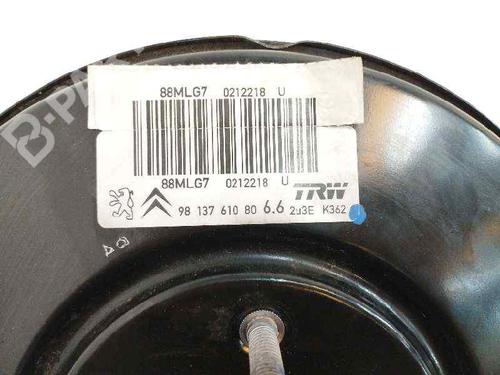 88MLG7 0212218 U
88MLG7 0212218 U
TRW
98 137 610 80 6.6 2u3E K362
B-PARTS